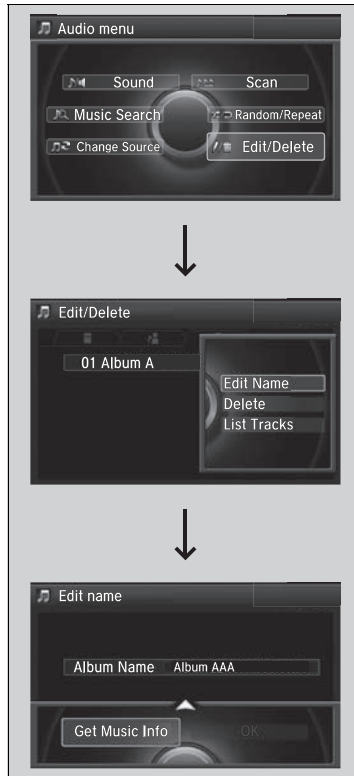 Audio menu
Sound
Scan
Music Search
Random/Repeat
Change Source
Edit/Delete
Edit/Delete
01 Album A
Edit Name
Delete
List Tracks
Edit name
Album Name Album AAA
Get Music Info
OK